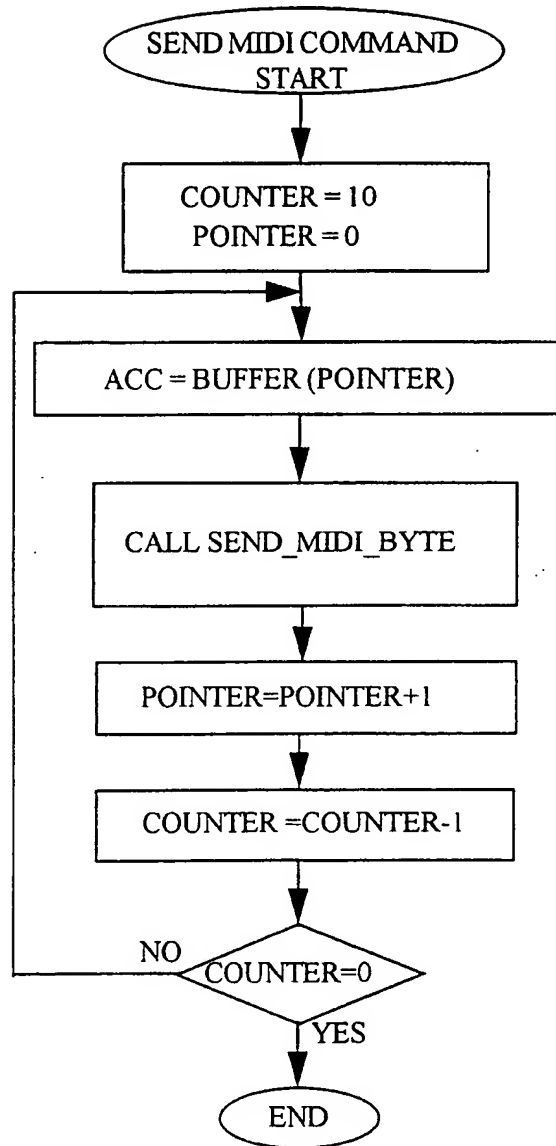 SEND MIDI COMMAND
START
COUNTER = 10
POINTER = 0
ACC = BUFFER (POINTER)
CALL SEND_MIDI_BYTE
POINTER=POINTER+1
COUNTER =COUNTER-1
NO
COUNTER=0
YES
END